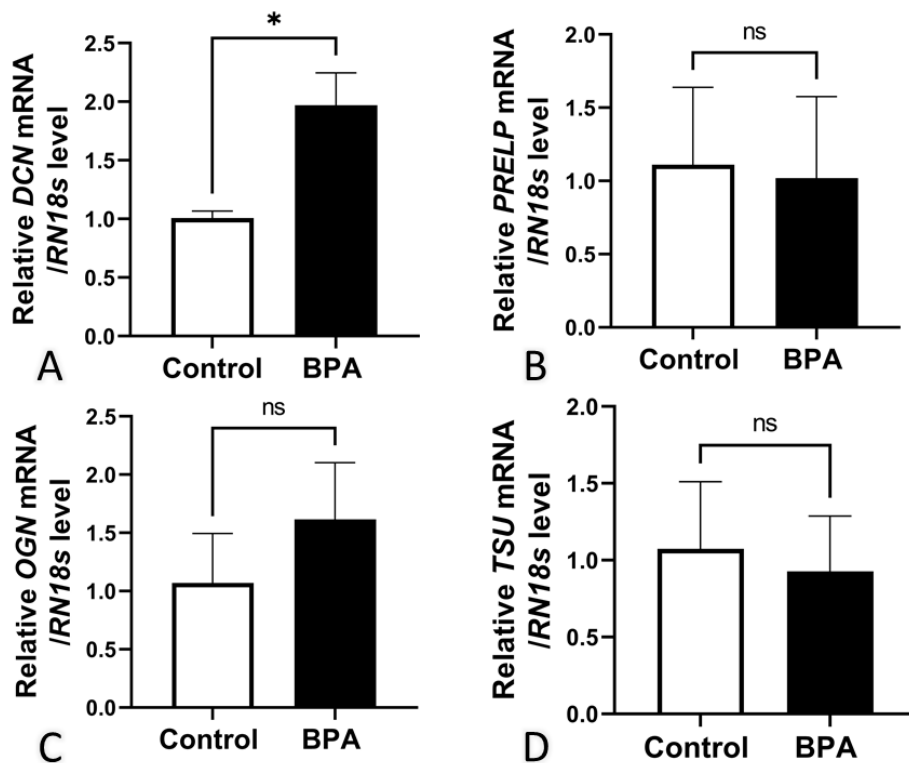 *
2.5
2.0
1.5
1.0
0.5
0.0
Relative DCN mRNA
/RN18s level
Control BPA
A
ns
2.0
1.5
1.0
0.5
0.0
Relative PRELP mRNA
/RN18s level
Control BPA
B
ns
2.5
2.0
1.5
1.0
0.5
0.0
Relative OGN mRNA
/RN18s level
Control BPA
C
ns
2.0
1.5
1.0
0.5
0.0
Relative TSU mRNA
/RN18s level
Control BPA
D